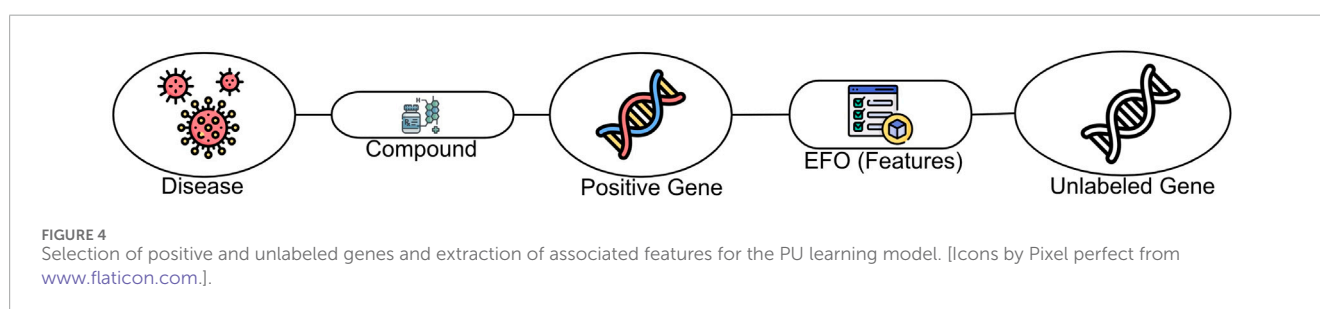 Disease
Compound
Positive Gene
EFO (Features)
Unlabeled Gene
FIGURE 4
Selection of positive and unlabeled genes and extraction of associated features for the PU learning model. [Icons by Pixel perfect from
www.flaticon.com.].